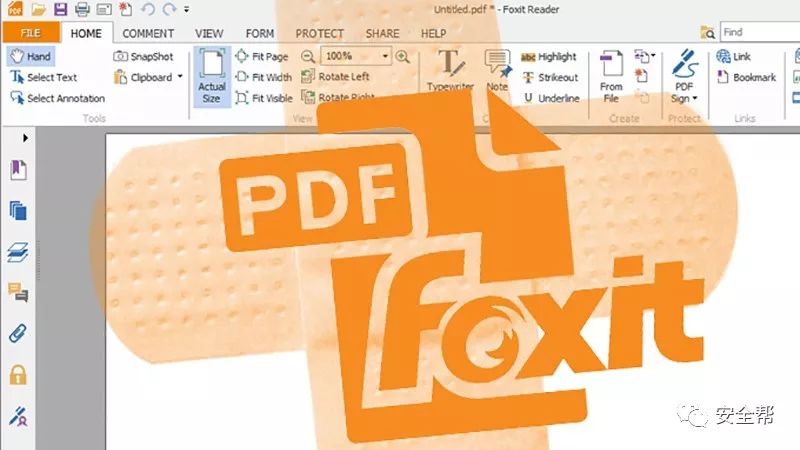 Untitled.pdf * - Foxit Reader
FILE HOME COMMENT VIEW FORM PROTECT SHARE HELP Find
Hand SnapShot Fit Page 100% Highlight Link
Select Text Clipboard Actual Size Fit Width Rotate Left Typewriter Note Strikeout From File PDF Sign Bookmark
Select Annotation Fit Visible Rotate Right Underline
Tools View Create Protect Links
PDF
foxit
安全帮